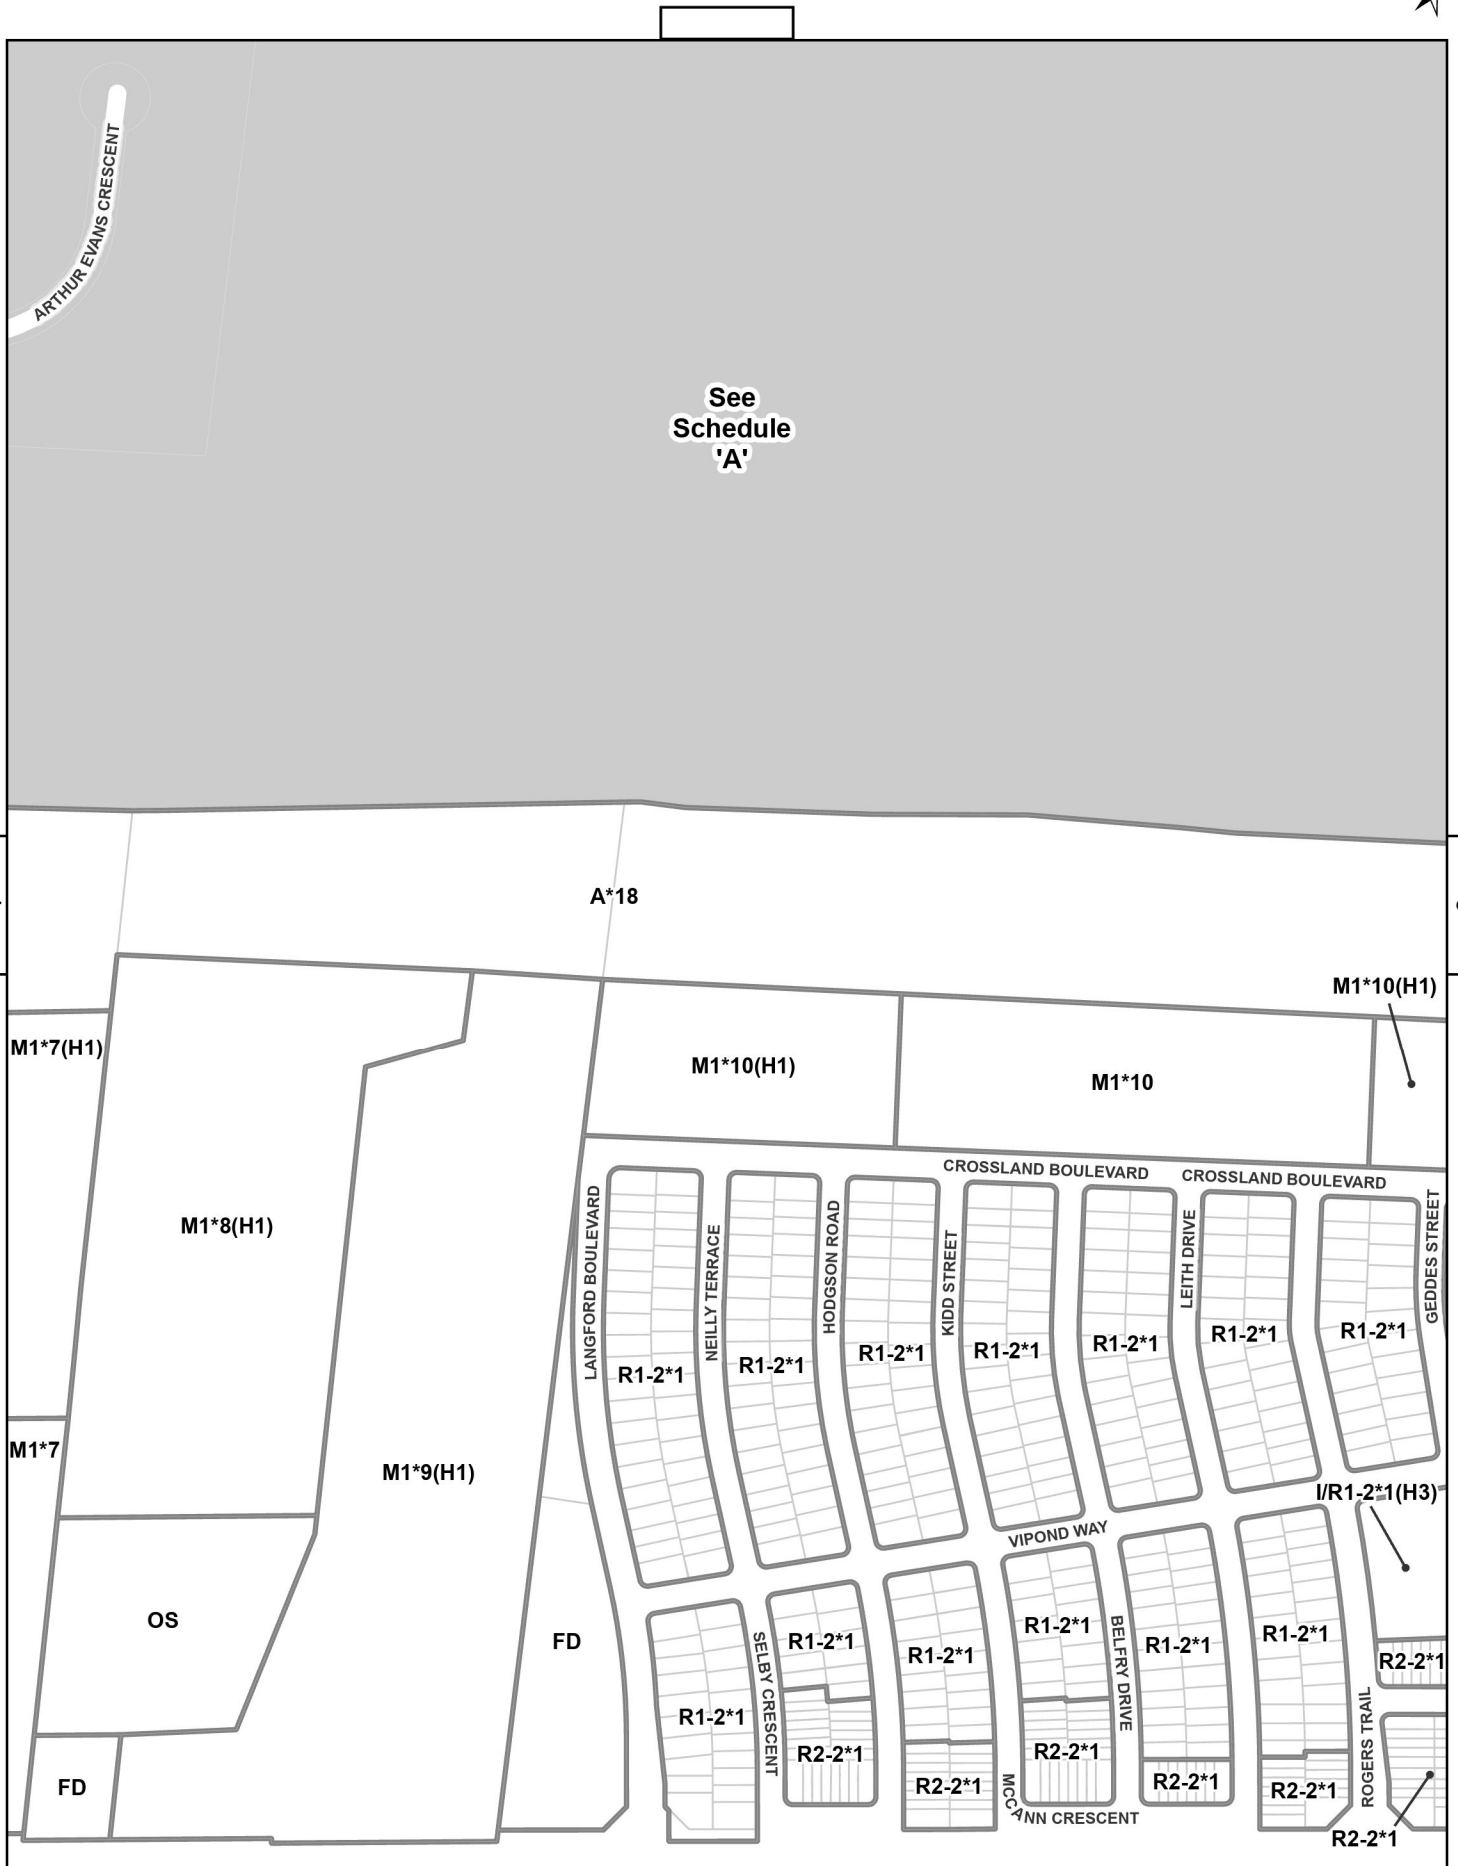 ARTHUR EVANS CRESCENT
See
Schedule
'A'
A*18
M1*10(H1)
M1*7(H1)
M1*10(H1)
M1*10
CROSSLAND BOULEVARD
CROSSLAND BOULEVARD
LANGFORD BOULEVARD
NEILLY TERRACE
HODGSON ROAD
KIDD STREET
LEITH DRIVE
GEDDES STREET
M1*8(H1)
R1-2*1
R1-2*1
R1-2*1
R1-2*1
R1-2*1
R1-2*1
R1-2*1
M1*7
M1*9(H1)
I/R1-2*1(H3)
VIPOND WAY
OS
FD
SELBY CRESCENT
BELFRY DRIVE
ROGERS TRAIL
R1-2*1
R1-2*1
R1-2*1
R1-2*1
R1-2*1
R1-2*1
R2-2*1
R2-2*1
R2-2*1
R2-2*1
R2-2*1
R2-2*1
FD
MCCANN CRESCENT
R2-2*1